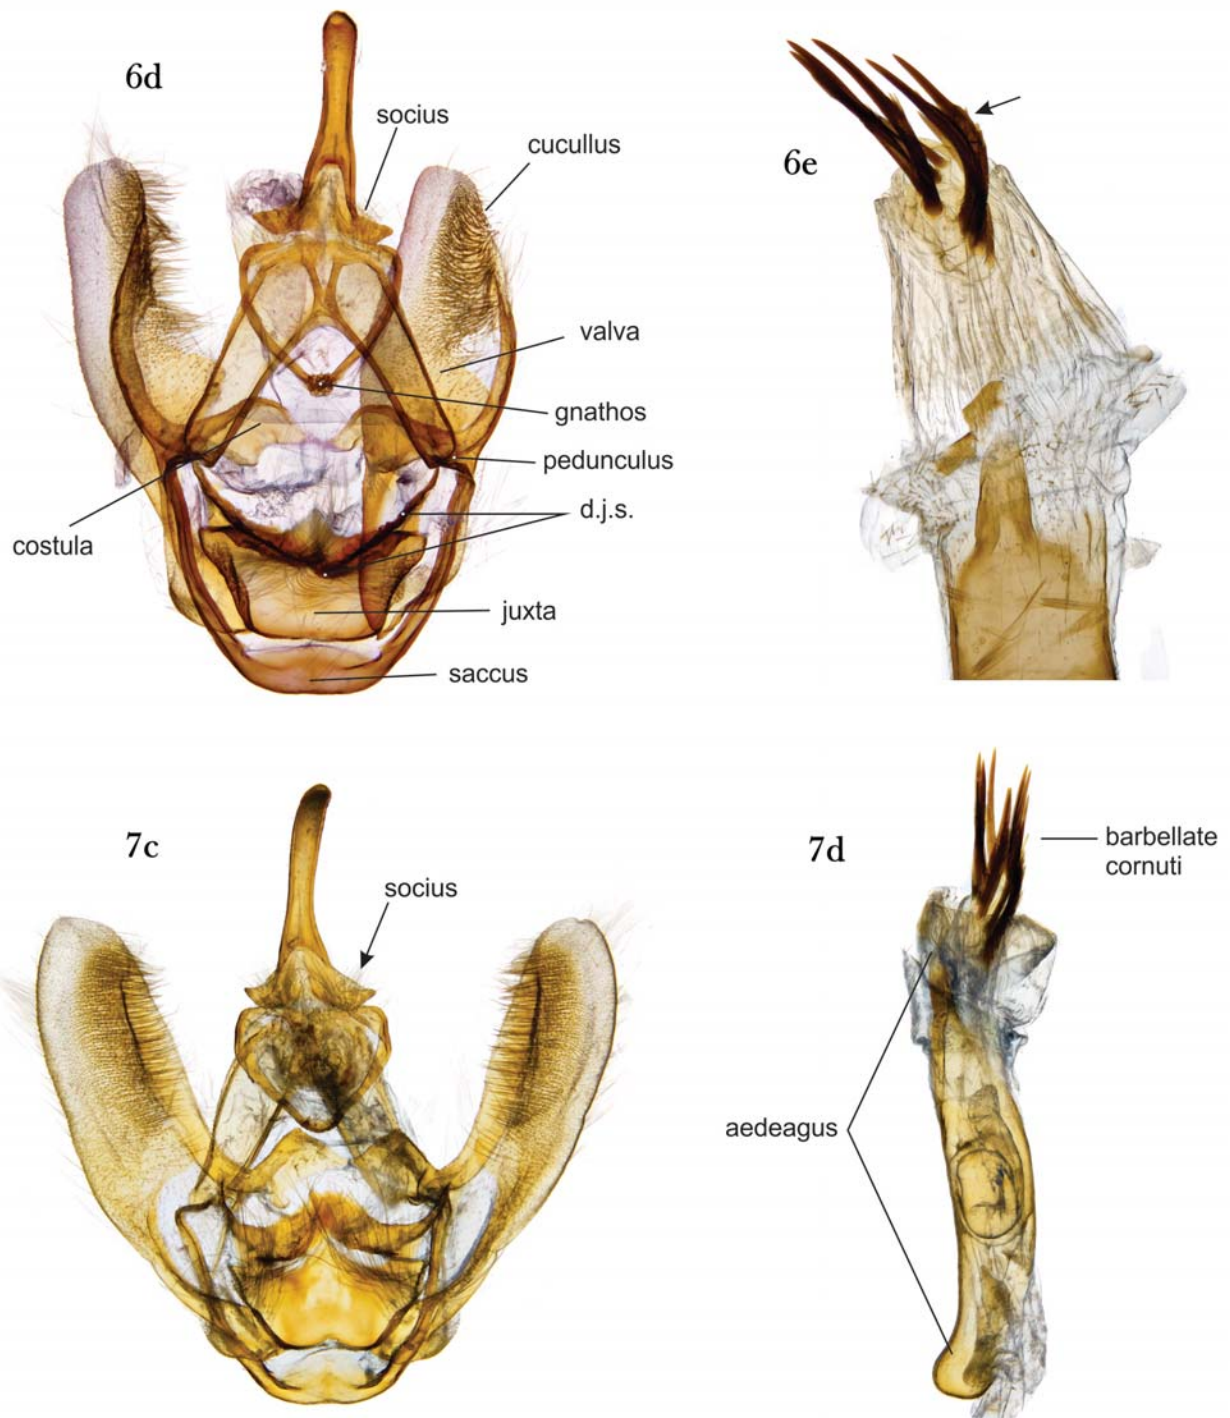 6d
socius
cucullus
valva
gnathos
pedunculus
d.j.s.
costula
juxta
saccus
6e
7c
socius
7d
barbellate
cornuti
aedeagus